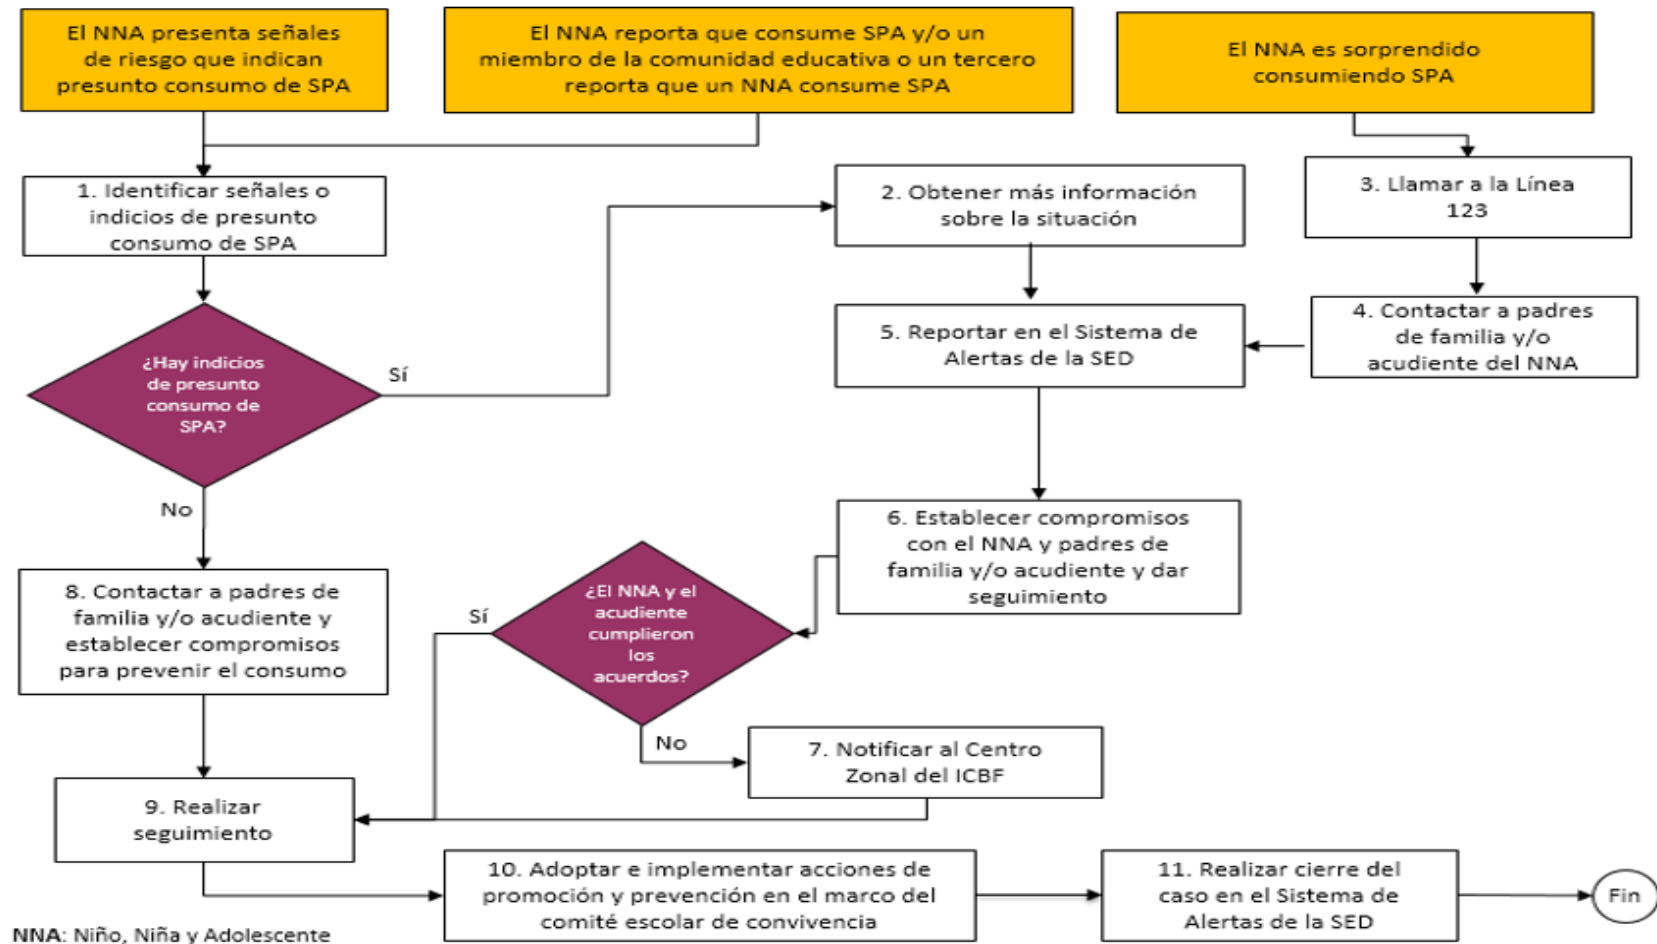 El NNA presenta señales
de riesgo que indican
presunto consumo de SPA
El NNA reporta que consume SPA y/o un
miembro de la comunidad educativa o un tercero
reporta que un NNA consume SPA
El NNA es sorprendido
consumiendo SPA
1. Identificar señales o
indicios de presunto
consumo de SPA
2. Obtener más información
sobre la situación
3. Llamar a la Línea
123
¿Hay indicios
de presunto
consumo de
SPA?
Sí
5. Reportar en el Sistema de
Alertas de la SED
4. Contactar a padres
de familia y/o
acudiente del NNA
No
6. Establecer compromisos
con el NNA y padres de
familia y/o acudiente y dar
seguimiento
8. Contactar a padres de
familia y/o acudiente y
establecer compromisos
para prevenir el consumo
Sí
¿El NNA y el
acudiente
cumplieron
los
acuerdos?
No
7. Notificar al Centro
Zonal del ICBF
9. Realizar
seguimiento
10. Adoptar e implementar acciones de
promoción y prevención en el marco del
comité escolar de convivencia
11. Realizar cierre del
caso en el Sistema de
Alertas de la SED
Fin
NNA: Niño, Niña y Adolescente